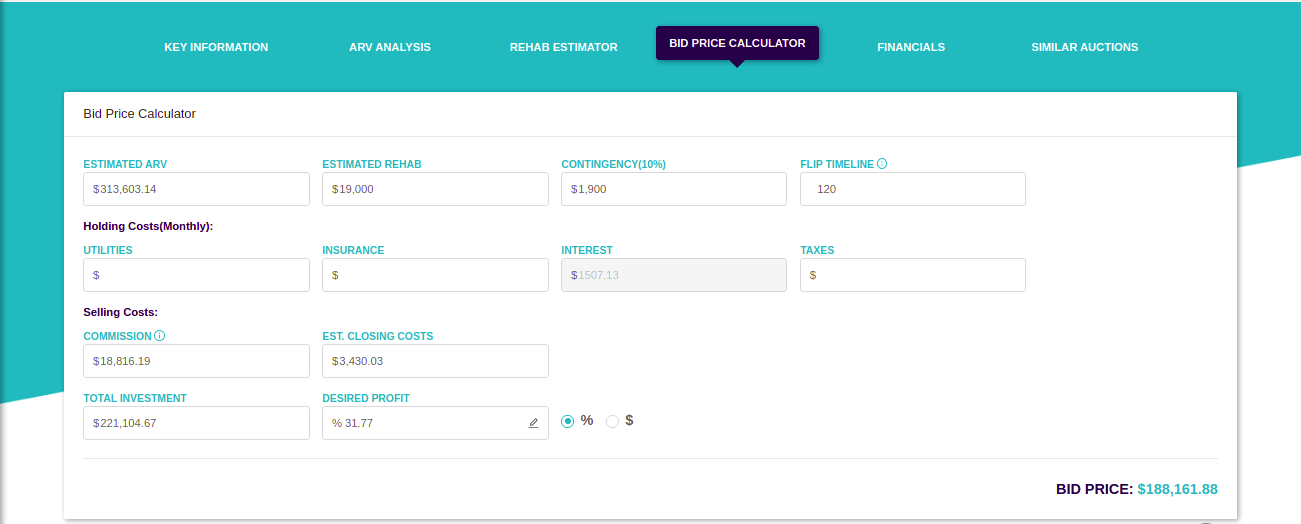 KEY INFORMATION ARV ANALYSIS REHAB ESTIMATOR BID PRICE CALCULATOR FINANCIALS SIMILAR AUCTIONS
Bid Price Calculator
ESTIMATED ARV ESTIMATED REHAB CONTINGENCY(10%) FLIP TIMELINE
$313,603.14 $19,000 $1,900 120
Holding Costs(Monthly):
UTILITIES INSURANCE INTEREST TAXES
$ $ $1507.13 $
Selling Costs:
COMMISSION EST. CLOSING COSTS
$18,816.19 $3,430.03
TOTAL INVESTMENT DESIRED PROFIT
$221,104.67 % 31.77 % $
BID PRICE: $188,161.88